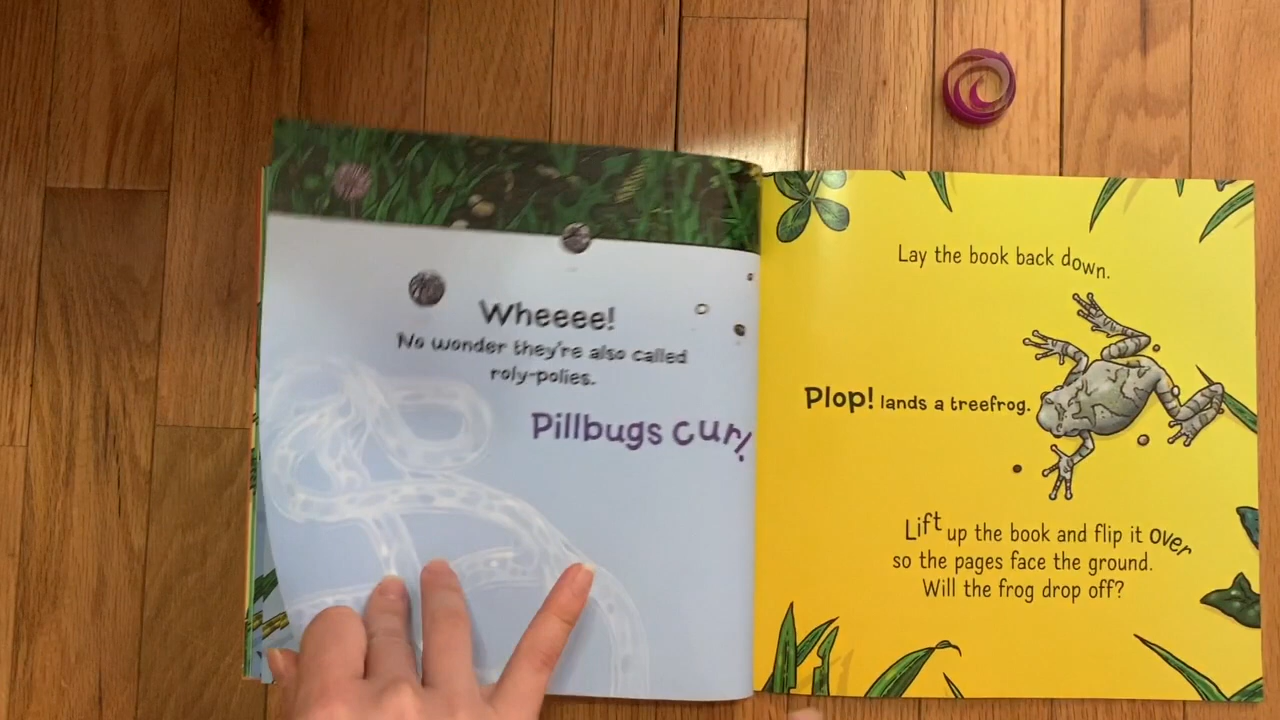 Wheeee!
No wonder they're also called
roly-polies.
Pillbugs curl.
Lay the book back down.
Plop! lands a treefrog.
Lift up the book and flip it over
so the pages face the ground.
Will the frog drop off?